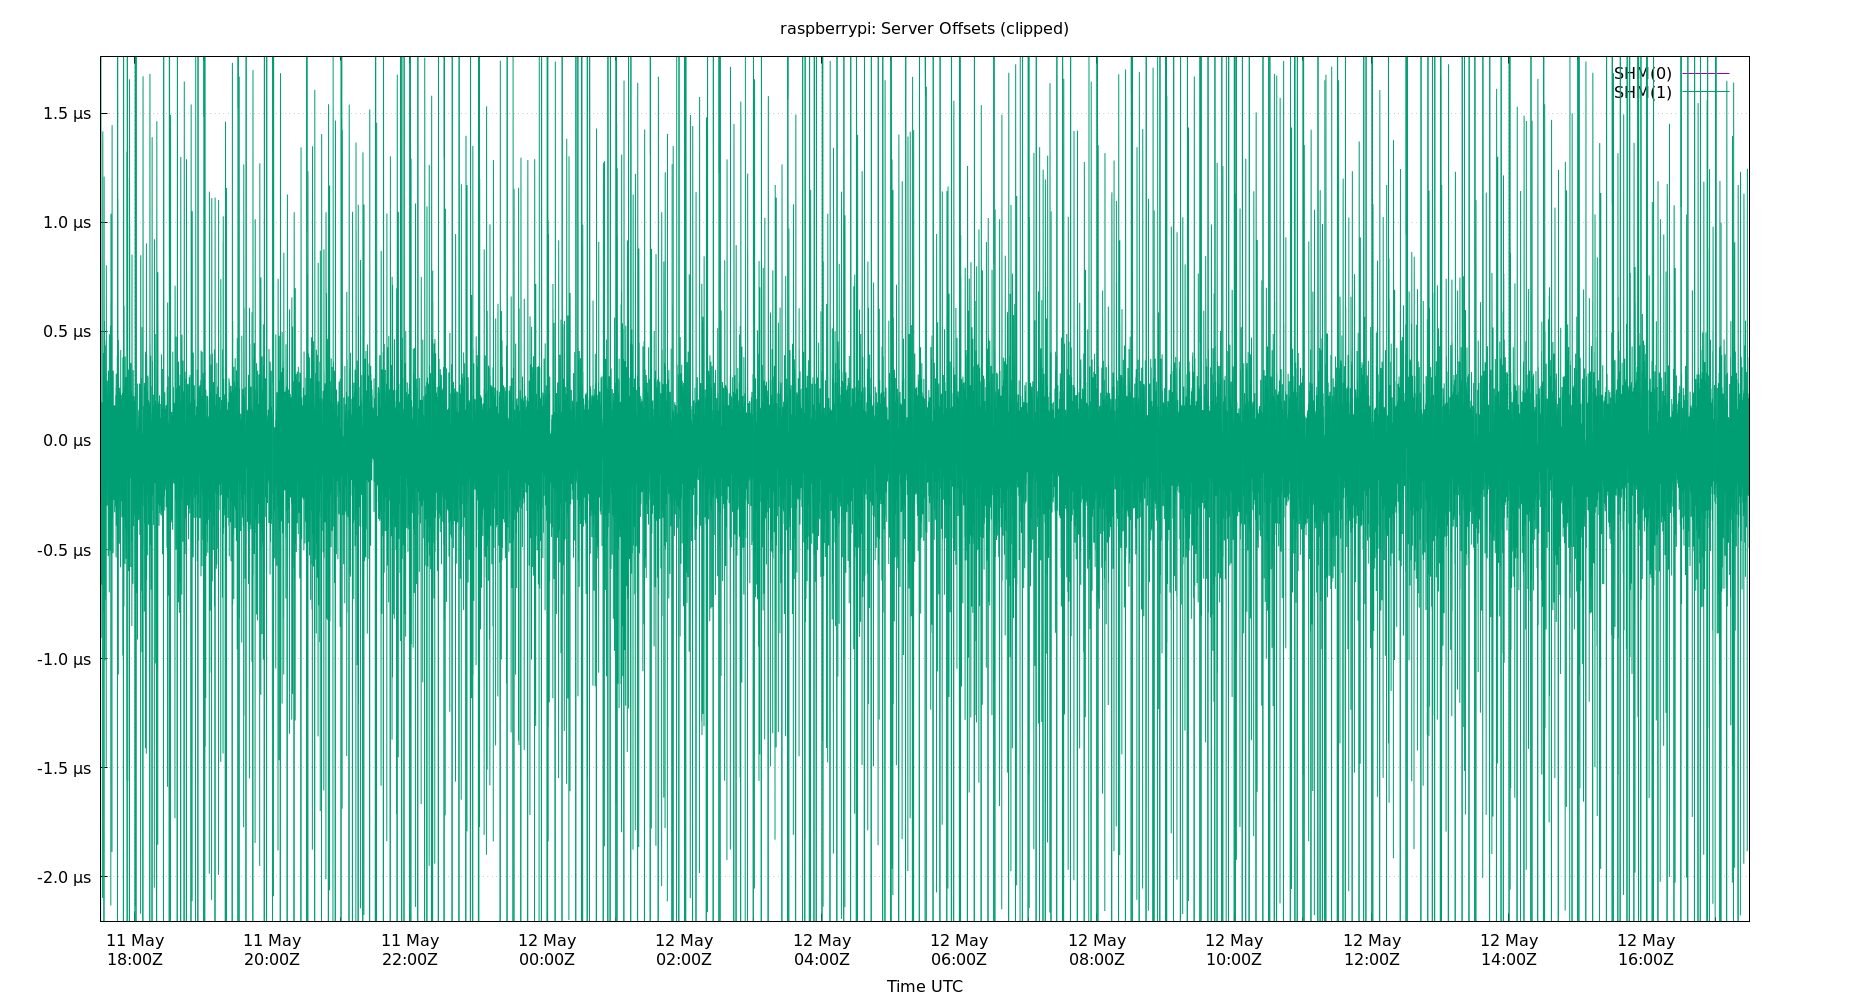 raspberrypi: Server Offsets (clipped)
SHM(0)
SHM(1)
1.5 µs
1.0 µs
0.5 µs
0.0 µs
-0.5 µs
-1.0 µs
-1.5 µs
-2.0 µs
11 May 11 May 11 May 12 May 12 May 12 May 12 May 12 May 12 May 12 May 12 May 12 May
18:00Z 20:00Z 22:00Z 00:00Z 02:00Z 04:00Z 06:00Z 08:00Z 10:00Z 12:00Z 14:00Z 16:00Z
Time UTC